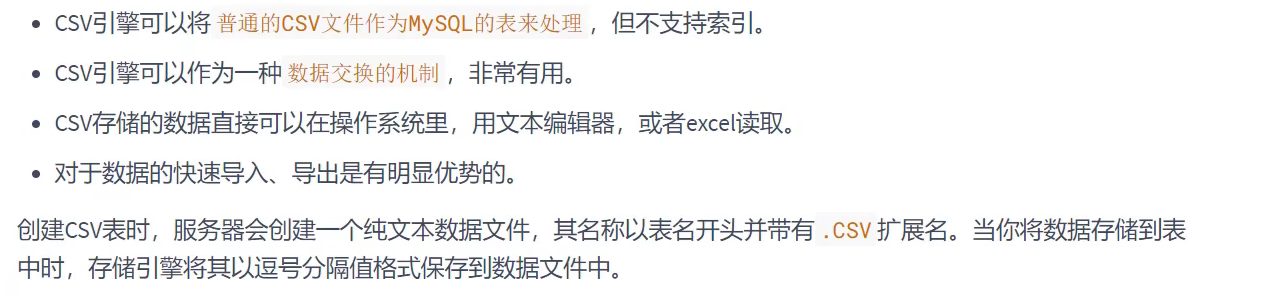 CSV引擎可以将普通的CSV文件作为MySQL的表来处理，但不支持索引。
CSV引擎可以作为一种数据交换的机制，非常有用。
CSV存储的数据直接可以在操作系统里，用文本编辑器，或者excel读取。
对于数据的快速导入、导出是有明显优势的。
创建CSV表时，服务器会创建一个纯文本数据文件，其名称以表名开头并带有.CSV扩展名。当你将数据存储到表
中时，存储引擎将其以逗号分隔值格式保存到数据文件中。